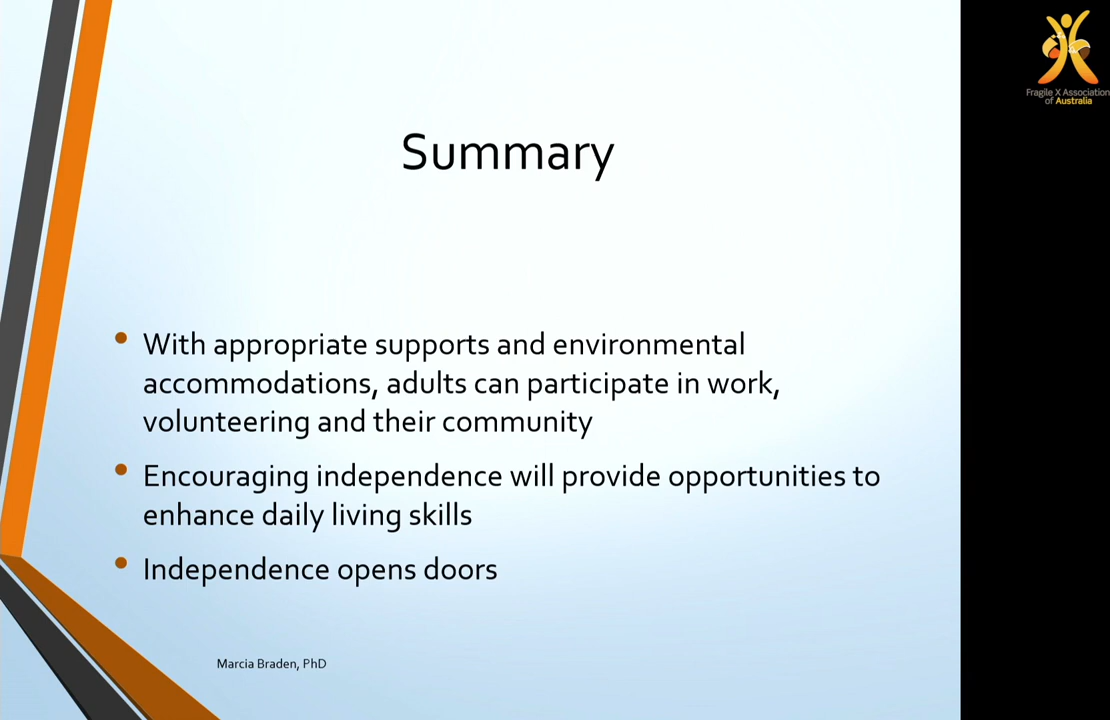 Fragile X Association
of Australia
Summary
• With appropriate supports and environmental
accommodations, adults can participate in work,
volunteering and their community
• Encouraging independence will provide opportunities to
enhance daily living skills
• Independence opens doors
Marcia Braden, PhD